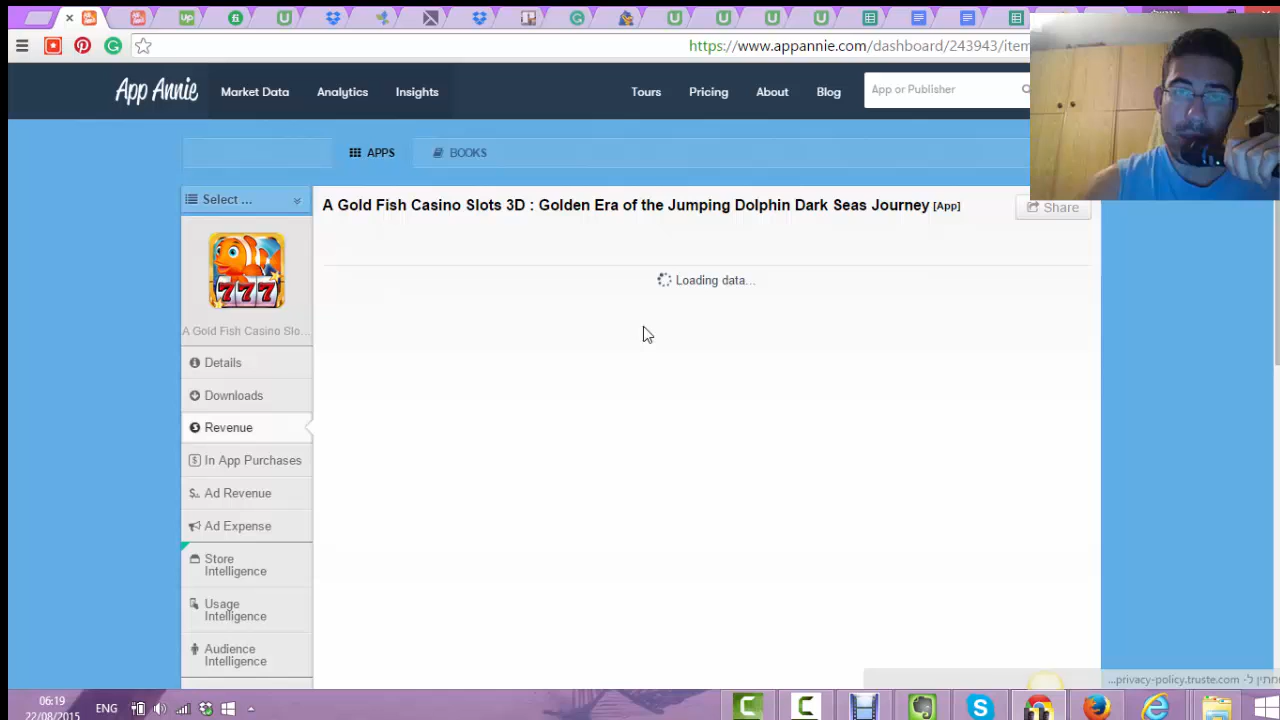 https://www.appannie.com/dashboard/243943/item
App Annie
Market Data
Analytics
Insights
Tours
Pricing
About
Blog
App or Publisher
APPS
BOOKS
Select ...
A Gold Fish Casino Slots 3D : Golden Era of the Jumping Dolphin Dark Seas Journey [App]
Share
Loading data...
777
A Gold Fish Casino Slo...
Details
Downloads
Revenue
In App Purchases
Ad Revenue
Ad Expense
Store
Intelligence
Usage
Intelligence
Audience
Intelligence
...privacy-policy.truste.com ממתין ל-
06:19
22/08/2015
ENG